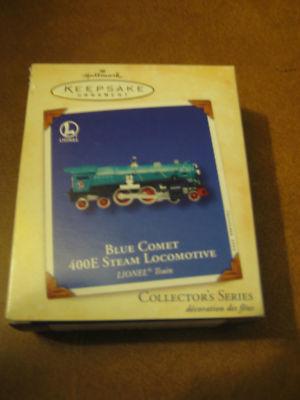 Hallmark
KEEPSAKE
ORNAMENT
L
LIONEL
BLUE COMET
400E STEAM LOCOMOTIVE
LIONEL® Train
COLLECTOR'S SERIES
décoration des fêtes